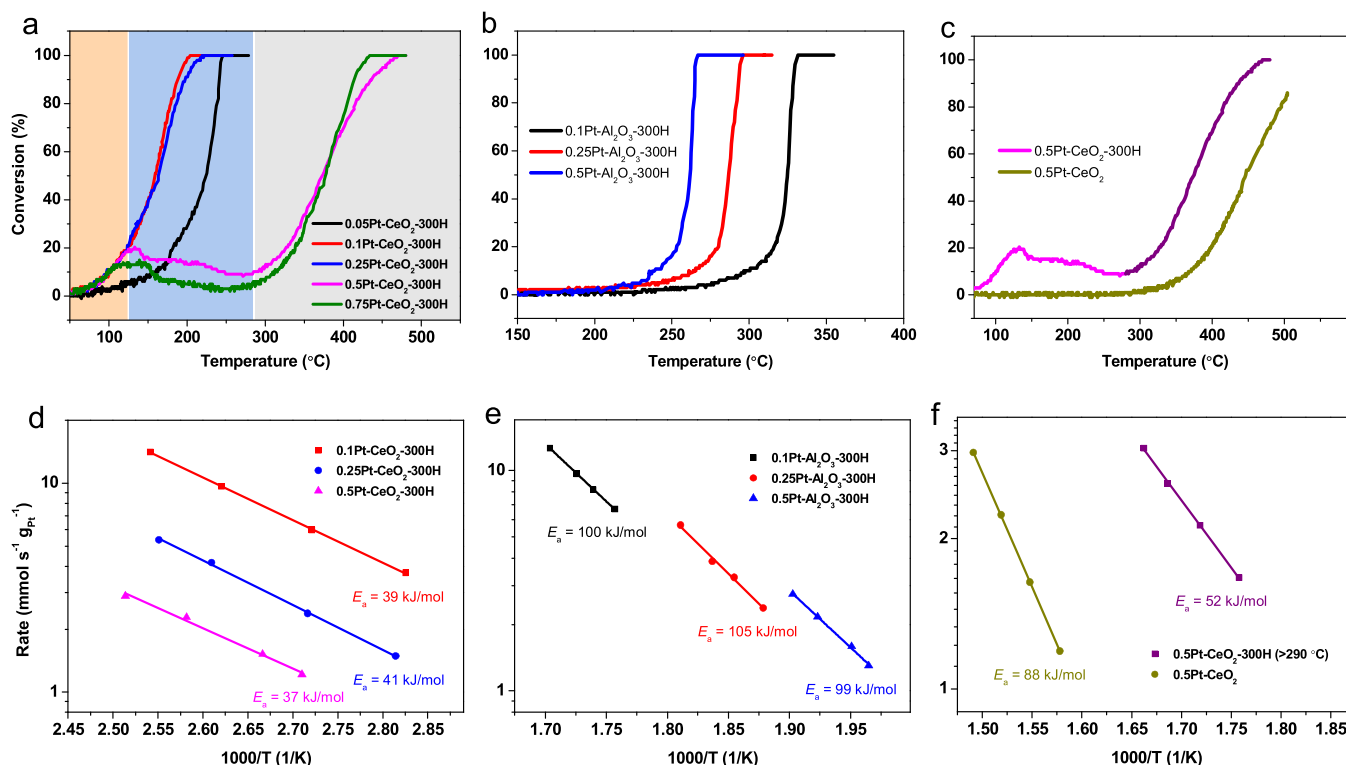 a
Conversion (%)
100
80
60
40
20
0
0.05Pt-CeO₂-300H
0.1Pt-CeO₂-300H
0.25Pt-CeO₂-300H
0.5Pt-CeO₂-300H
0.75Pt-CeO₂-300H
100 200 300 400 500
Temperature (°C)
b
100
80
60
40
20
0
0.1Pt-Al₂O₃-300H
0.25Pt-Al₂O₃-300H
0.5Pt-Al₂O₃-300H
150 200 250 300 350 400
Temperature (°C)
c
100
80
60
40
20
0
0.5Pt-CeO₂-300H
0.5Pt-CeO₂
100 200 300 400 500
Temperature (°C)
d
Rate (mmol s⁻¹ gPt⁻¹)
10
1
0.1Pt-CeO₂-300H
0.25Pt-CeO₂-300H
0.5Pt-CeO₂-300H
Eₐ = 39 kJ/mol
Eₐ = 41 kJ/mol
Eₐ = 37 kJ/mol
2.45 2.50 2.55 2.60 2.65 2.70 2.75 2.80 2.85
1000/T (1/K)
e
10
1
0.1Pt-Al₂O₃-300H
0.25Pt-Al₂O₃-300H
0.5Pt-Al₂O₃-300H
Eₐ = 100 kJ/mol
Eₐ = 105 kJ/mol
Eₐ = 99 kJ/mol
1.70 1.75 1.80 1.85 1.90 1.95
1000/T (1/K)
f
3
2
1
Eₐ = 52 kJ/mol
0.5Pt-CeO₂-300H (>290 °C)
0.5Pt-CeO₂
Eₐ = 88 kJ/mol
1.50 1.55 1.60 1.65 1.70 1.75 1.80 1.85
1000/T (1/K)